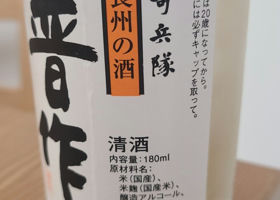 は20歳になってから。
には必ずキャップを取って。
奇兵隊
長州の酒
晋作
清酒
内容量：180ml
原材料名：
米（国産）、
米麹（国産米）、
醸造アルコール、